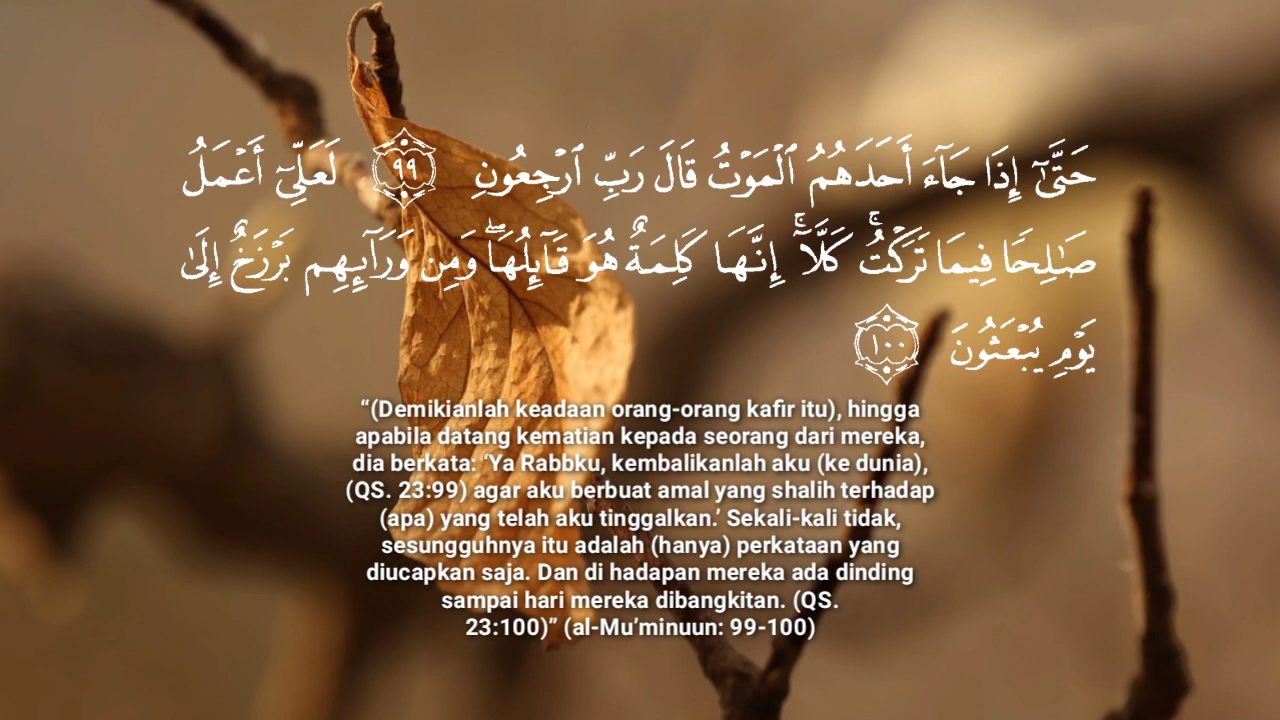 حَتَّىٰٓ إِذَا جَآءَ أَحَدَهُمُ ٱلْمَوْتُ قَالَ رَبِّ ٱرْجِعُونِ ٩٩ لَعَلِّىٓ أَعْمَلُ
صَـٰلِحًا فِيمَا تَرَكْتُ ۚ كَلَّآ ۚ إِنَّهَا كَلِمَةٌ هُوَ قَآئِلُهَا ۖ وَمِن وَرَآئِهِم بَرْزَخٌ إِلَىٰ
يَوْمِ يُبْعَثُونَ ١٠٠
“(Demikianlah keadaan orang-orang kafir itu), hingga
apabila datang kematian kepada seorang dari mereka,
dia berkata: ‘Ya Rabbku, kembalikanlah aku (ke dunia),
(QS. 23:99) agar aku berbuat amal yang shalih terhadap
(apa) yang telah aku tinggalkan.’ Sekali-kali tidak,
sesungguhnya itu adalah (hanya) perkataan yang
diucapkan saja. Dan di hadapan mereka ada dinding
sampai hari mereka dibangkitan. (QS.
23:100)” (al-Mu’minuun: 99-100)